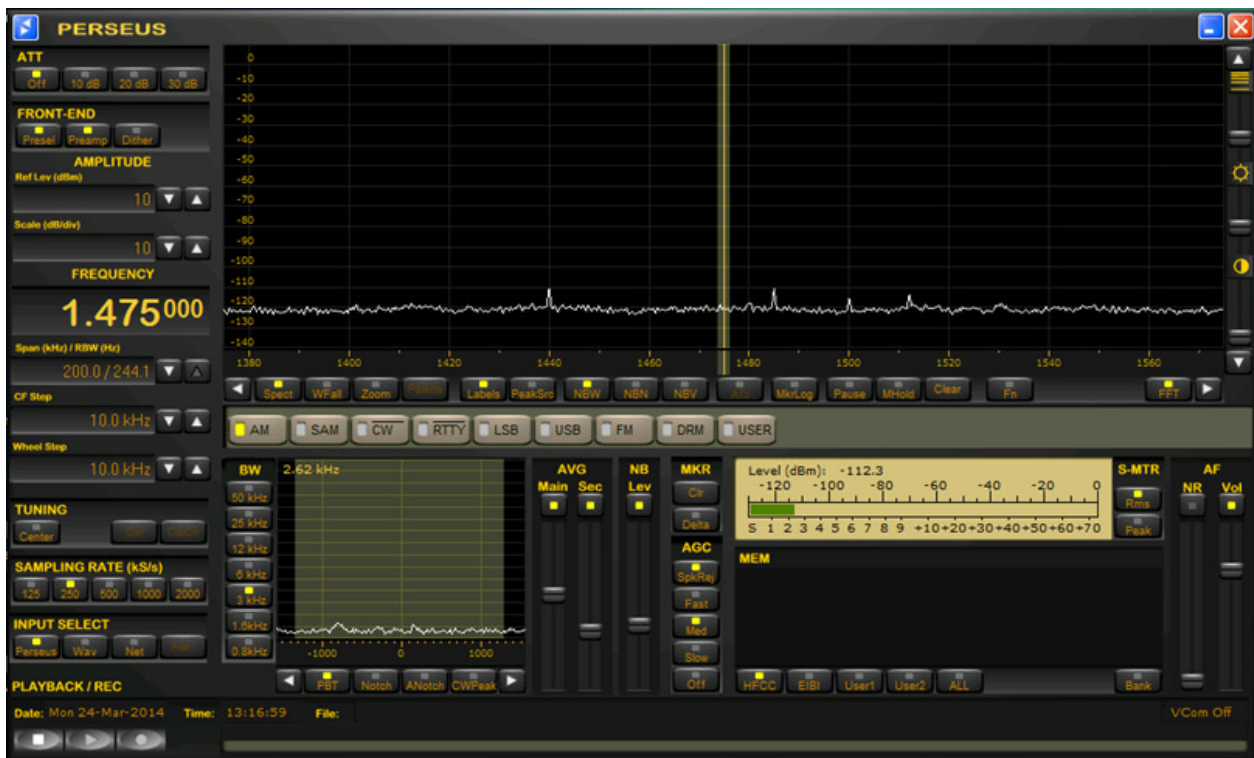 PERSEUS
ATT
Off 10 dB 20 dB 30 dB
FRONT-END
Presel Preamp Dither
AMPLITUDE
Ref Lev (dBm)
10
Scale (dB/div)
10
FREQUENCY
1.475000
Span (kHz) / RBW (Hz)
200.0 / 244.1
CF Step
10.0 kHz
Wheel Step
10.0 kHz
TUNING
Center
SAMPLING RATE (kS/s)
125 250 500 1000 2000
INPUT SELECT
Perseus Wav Net
PLAYBACK / REC
0
-10
-20
-30
-40
-50
-60
-70
-80
-90
-100
-110
-120
-130
-140
1380 1400 1420 1440 1460 1480 1500 1520 1540 1560
Spect WFall Zoom Labels PeakSrc NBW NBN NBV MkrLog Pause MHold Clear Fn FFT
AM SAM CW RTTY LSB USB FM DRM USER
BW
50 kHz
25 kHz
12 kHz
6 kHz
3 kHz
1.6kHz
0.8kHz
2.62 kHz
-1000 0 1000
PBT Notch ANotch CWPeak
AVG
Main Sec
NB
Lev
MKR
Clr
Delta
AGC
SpkRej
Fast
Med
Slow
Off
Level (dBm): -112.3
-120 -100 -80 -60 -40 -20 0
S 1 2 3 4 5 6 7 8 9 +10+20+30+40+50+60+70
S-MTR
Rms
Peak
AF
NR Vol
MEM
HFCC EIBI User1 User2 ALL Bank
Date: Mon 24-Mar-2014 Time: 13:16:59 File: VCom Off